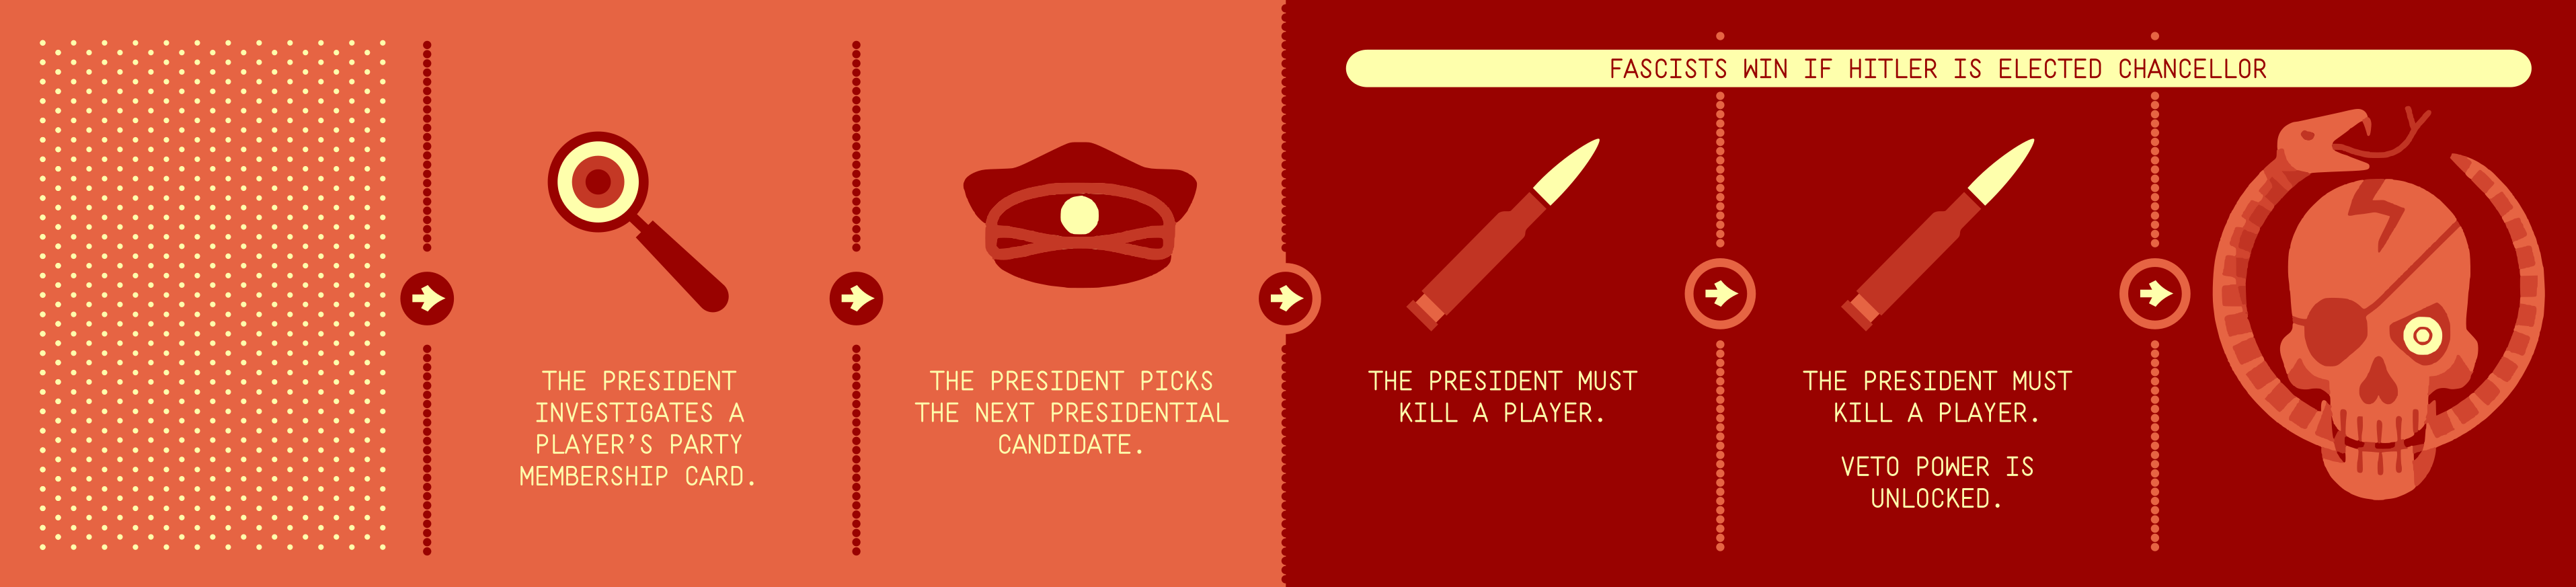 FASCISTS WIN IF HITLER IS ELECTED CHANCELLOR
THE PRESIDENT
INVESTIGATES A
PLAYER'S PARTY
MEMBERSHIP CARD.
THE PRESIDENT PICKS
THE NEXT PRESIDENTIAL
CANDIDATE.
THE PRESIDENT MUST
KILL A PLAYER.
THE PRESIDENT MUST
KILL A PLAYER.
VETO POWER IS
UNLOCKED.